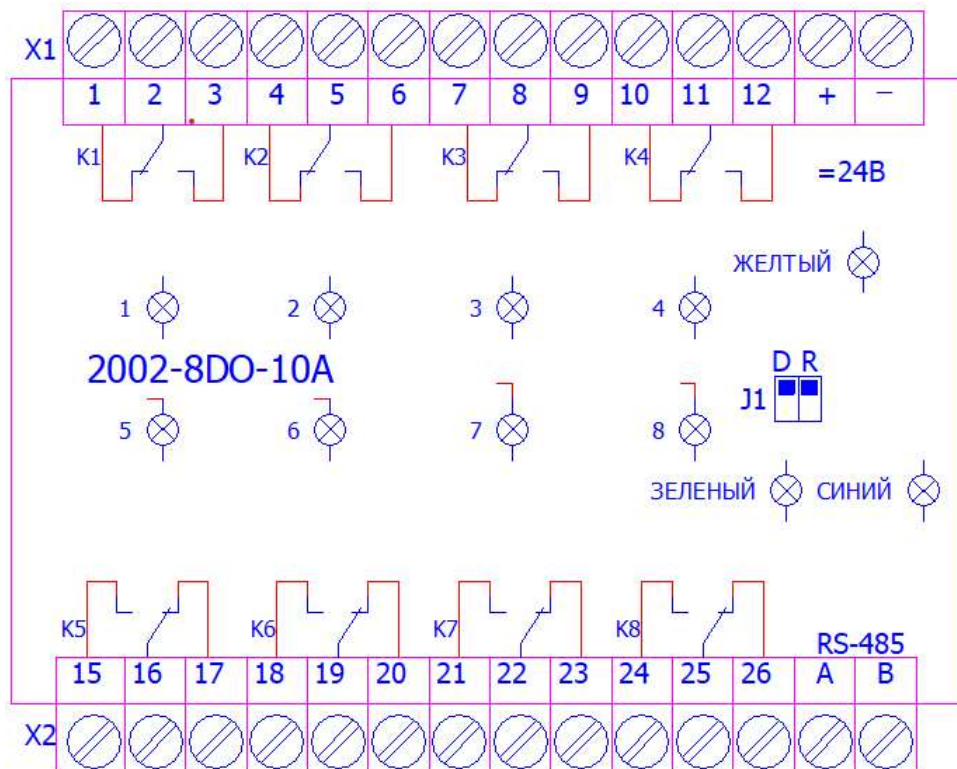 X1
1 2 3 4 5 6 7 8 9 10 11 12 + −
K1 K2 K3 K4
=24В
ЖЕЛТЫЙ
1 2 3 4
2002-8DO-10A
D R
J1
5 6 7 8
ЗЕЛЕНЫЙ СИНИЙ
K5 K6 K7 K8
RS-485
15 16 17 18 19 20 21 22 23 24 25 26 A B
X2